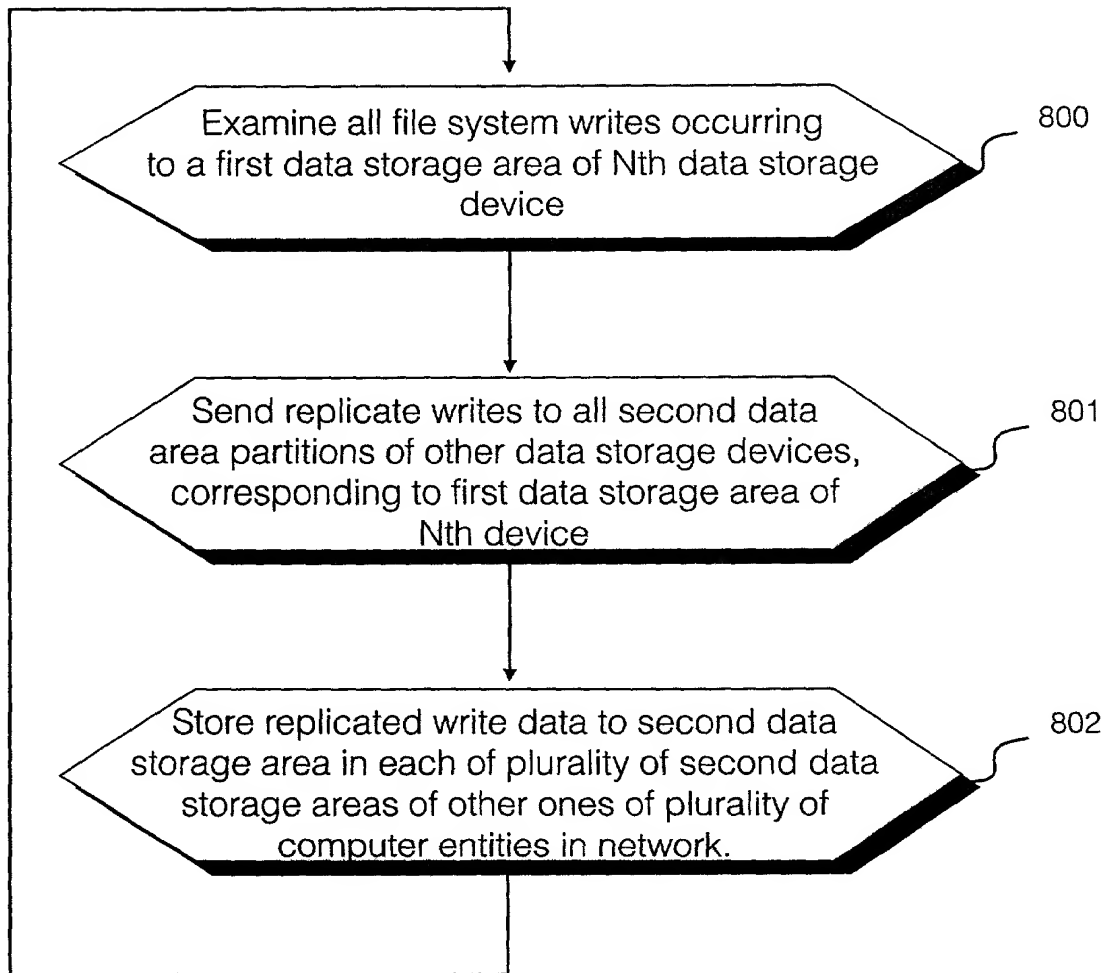 Examine all file system writes occurring
to a first data storage area of Nth data storage
device
800
Send replicate writes to all second data
area partitions of other data storage devices,
corresponding to first data storage area of
Nth device
801
Store replicated write data to second data
storage area in each of plurality of second data
storage areas of other ones of plurality of
computer entities in network.
802